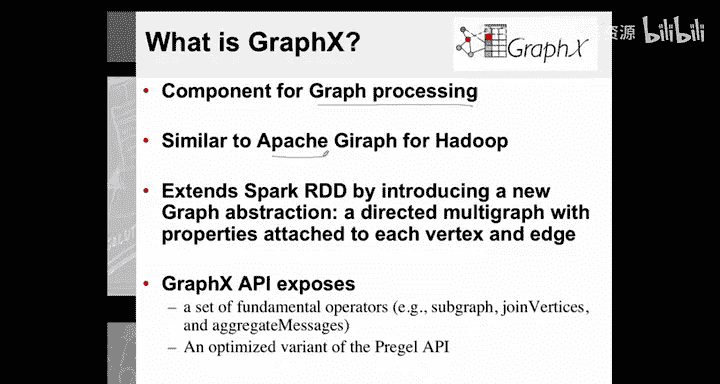 What is GraphX?
GraphX
资源 bilibili
• Component for Graph processing
• Similar to Apache Giraph for Hadoop
• Extends Spark RDD by introducing a new
Graph abstraction: a directed multigraph with
properties attached to each vertex and edge
• GraphX API exposes
– a set of fundamental operators (e.g., subgraph, joinVertices,
and aggregateMessages)
– An optimized variant of the Pregel API